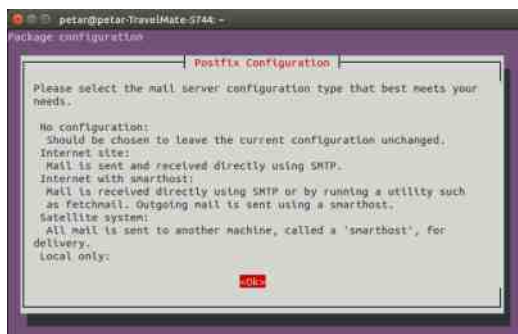 petar@petar-TravelMate-5744: ~
Package configuration
Postfix Configuration
Please select the mail server configuration type that best meets your
needs.
No configuration:
Should be chosen to leave the current configuration unchanged.
Internet site:
Mail is sent and received directly using SMTP.
Internet with smarthost:
Mail is received directly using SMTP or by running a utility such
as fetchmail. Outgoing mail is sent using a smarthost.
Satellite system:
All mail is sent to another machine, called a 'smarthost', for
delivery.
Local only:
<Ok>